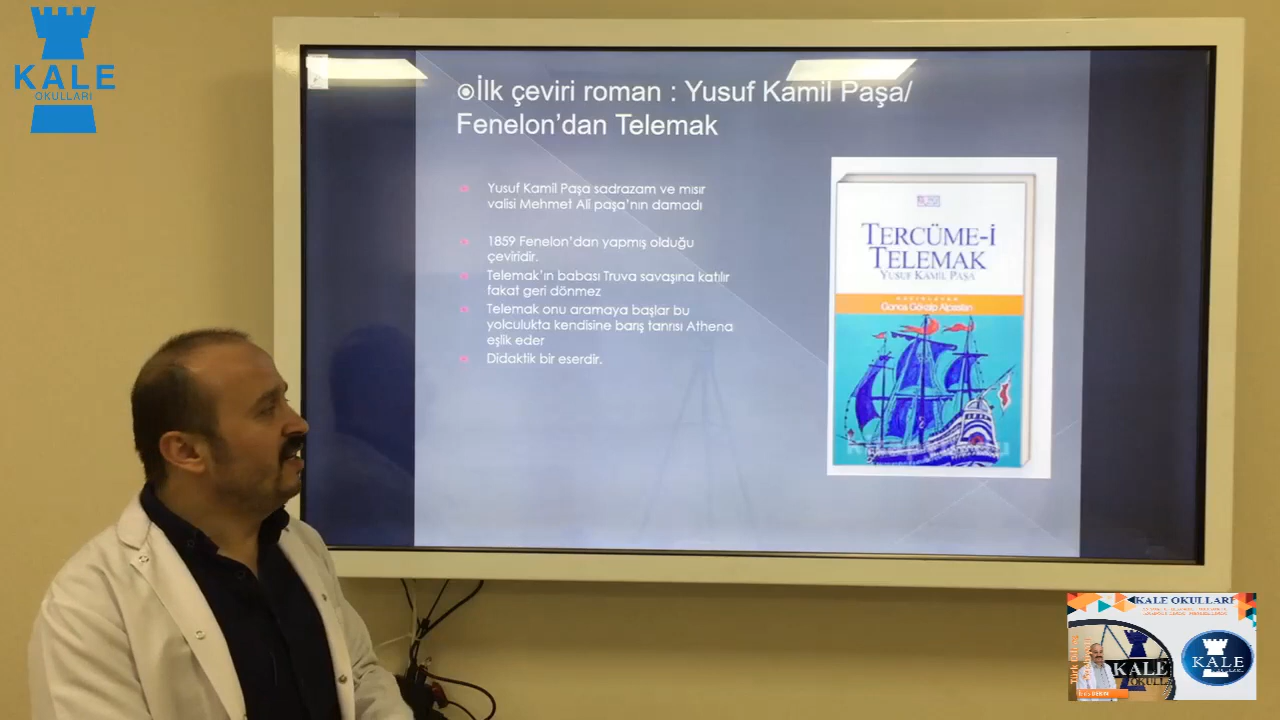 KALE
OKULLARI
İlk çeviri roman : Yusuf Kamil Paşa/
Fenelon’dan Telemak
Yusuf Kamil Paşa sadrazam ve mısır
valisi Mehmet Ali paşa’nın damadı
1859 Fenelon’dan yapmış olduğu
çeviridir.
Telemak’ın babası Truva savaşına katılır
fakat geri dönmez
Telemak onu aramaya başlar bu
yolculukta kendisine barış tanrısı Athena
eşlik eder
Didaktik bir eserdir.
TERCÜME-İ
TELEMAK
YUSUF KAMİL PAŞA
KALE OKULLARI
KALE
OKULL
KALE